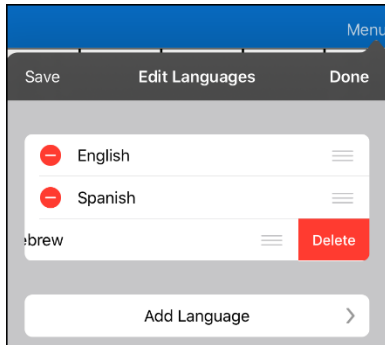 Menu
Save Edit Languages Done
English
Spanish
ebrew Delete
Add Language